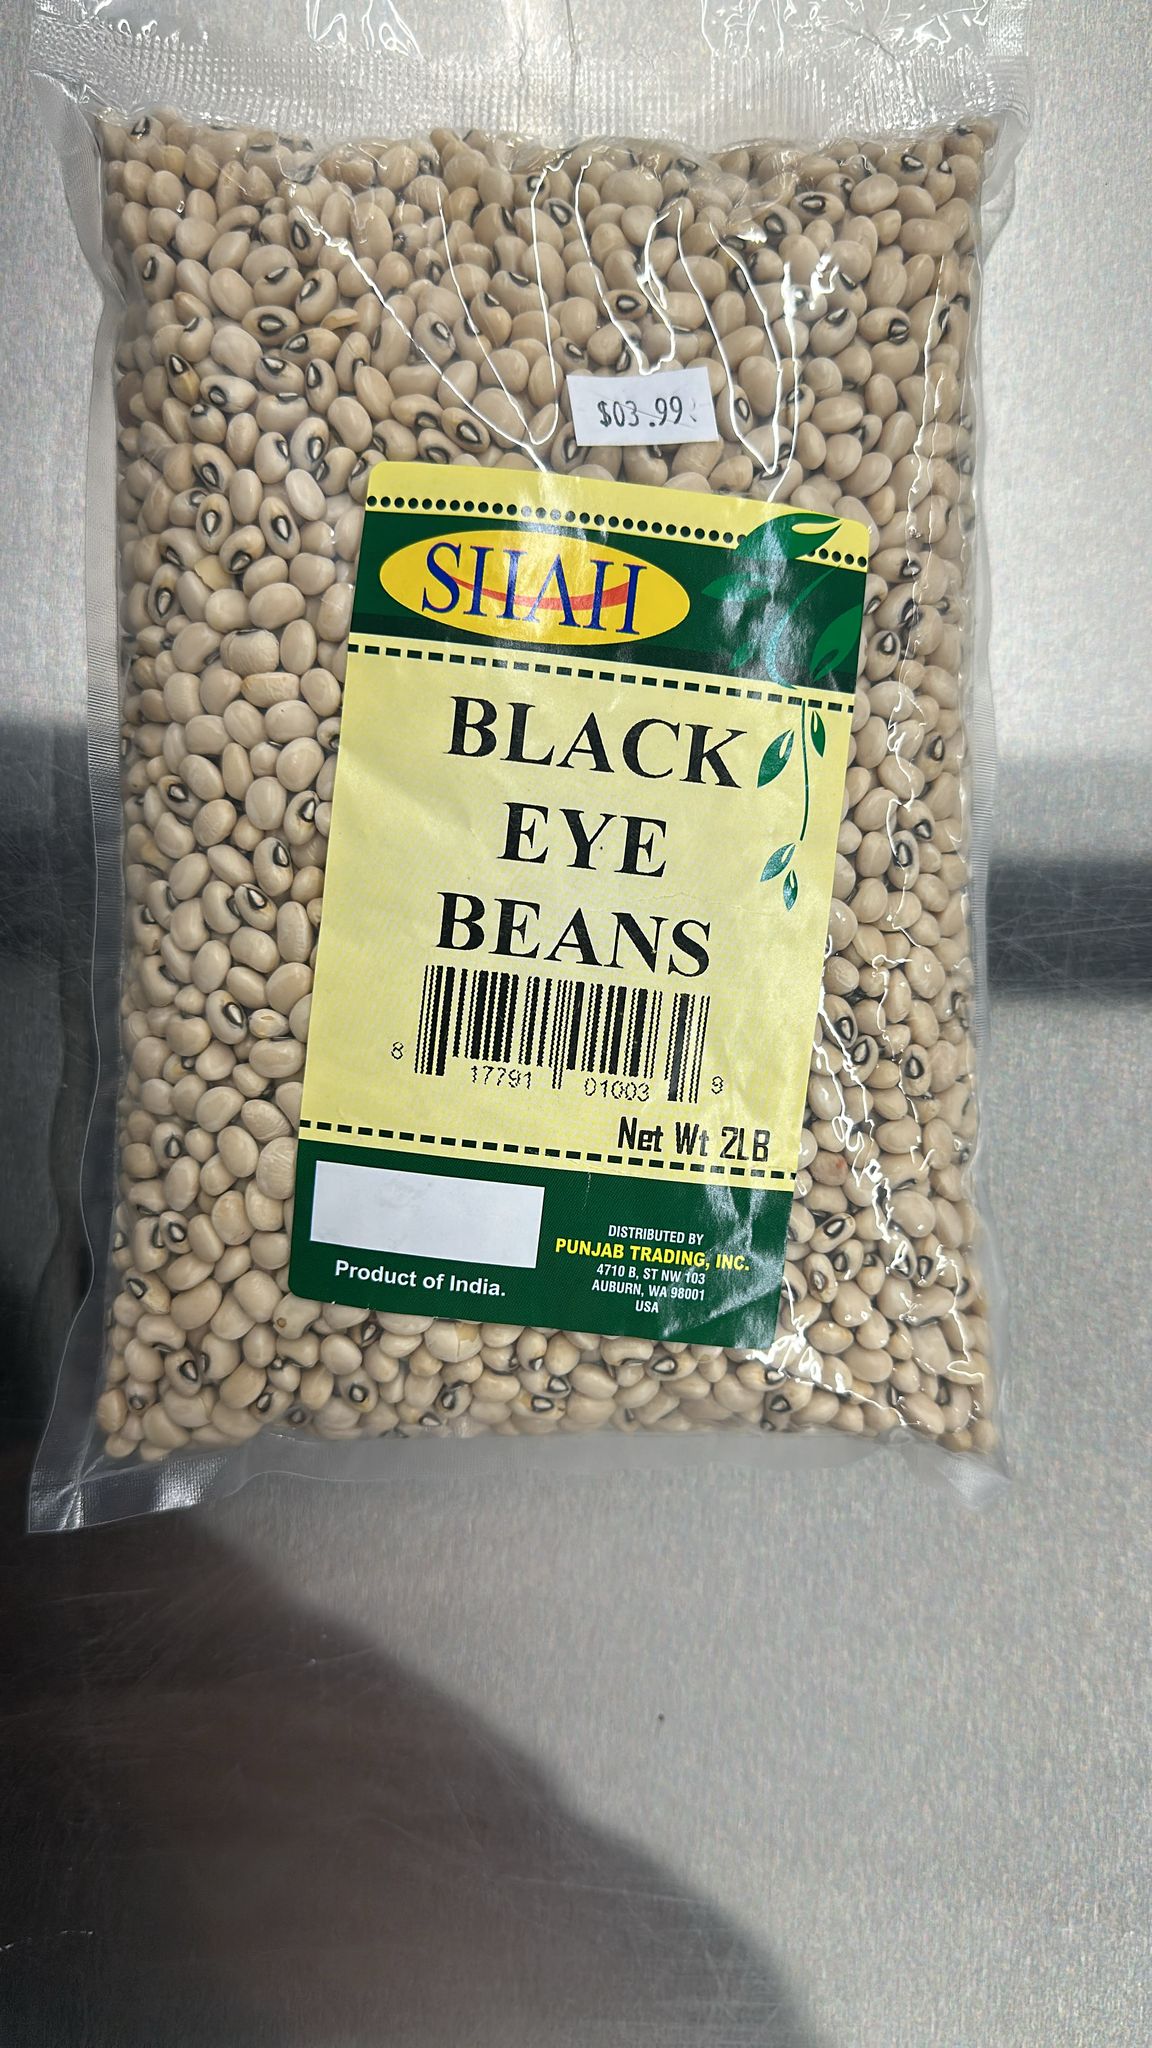 $03.99
SHAH
BLACK
EYE
BEANS
8 17791 01003 9
Net Wt 2LB
Product of India.
DISTRIBUTED BY
PUNJAB TRADING, INC.
4710 B, ST NW 103
AUBURN, WA 98001
USA